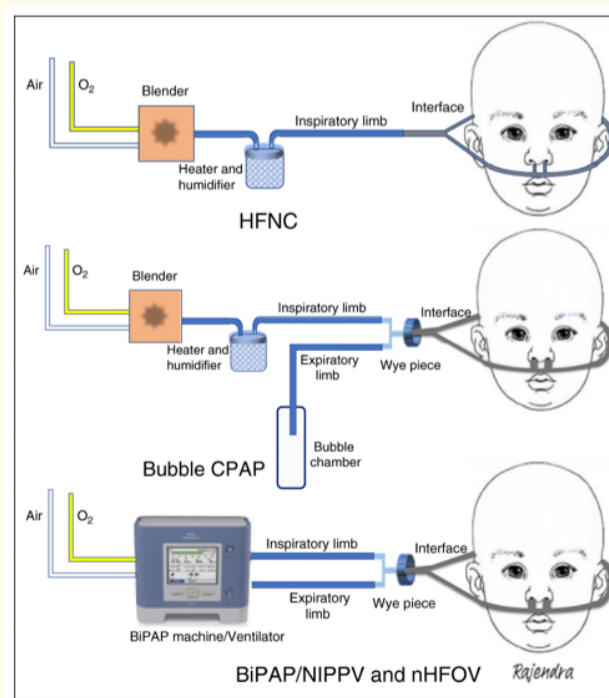 Air
O2
Blender
Inspiratory limb
Interface
Heater and
humidifier
HFNC
Air
O2
Blender
Inspiratory limb
Interface
Heater and
humidifier
Expiratory
limb
Wye piece
Bubble
chamber
Bubble CPAP
Air
O2
Inspiratory limb
Interface
Expiratory
limb
Wye piece
BiPAP machine/Ventilator
BiPAP/NIPPV and nHFOV
Rajendra